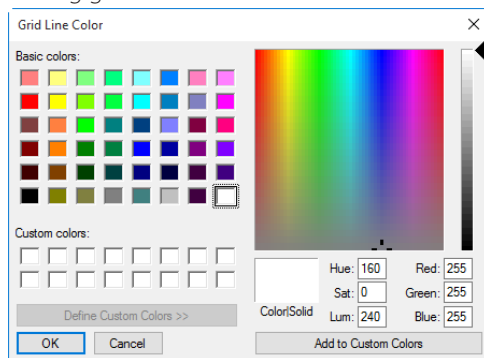 Grid Line Color
Basic colors:
Custom colors:
Define Custom Colors >>
OK Cancel
Color|Solid
Hue: 160 Red: 255
Sat: 0 Green: 255
Lum: 240 Blue: 255
Add to Custom Colors